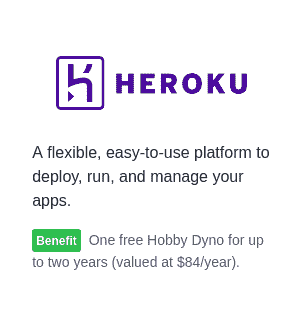 HEROKU
A flexible, easy-to-use platform to
deploy, run, and manage your
apps.
Benefit One free Hobby Dyno for up
to two years (valued at $84/year).